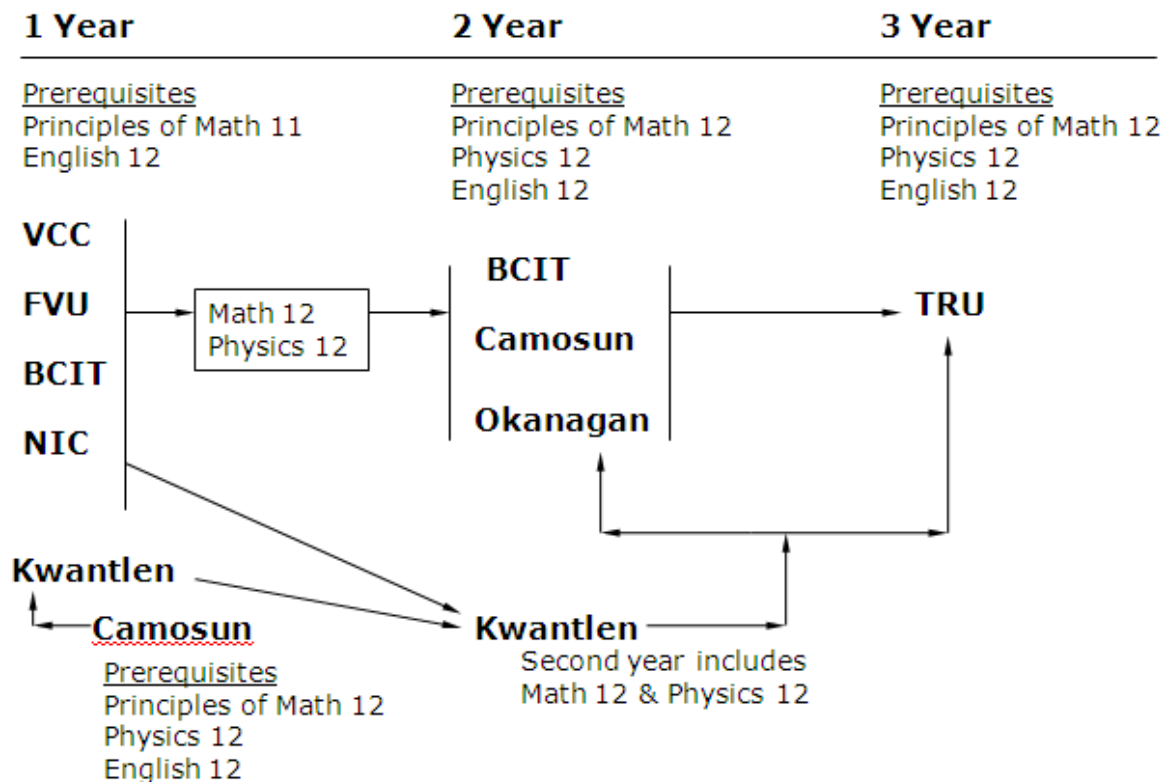 1 Year
2 Year
3 Year
Prerequisites
Principles of Math 11
English 12
Prerequisites
Principles of Math 12
Physics 12
English 12
Prerequisites
Principles of Math 12
Physics 12
English 12
VCC
FVU
BCIT
NIC
Math 12
Physics 12
BCIT
Camosun
Okanagan
TRU
Kwantlen
Camosun
Prerequisites
Principles of Math 12
Physics 12
English 12
Kwantlen
Second year includes
Math 12 & Physics 12